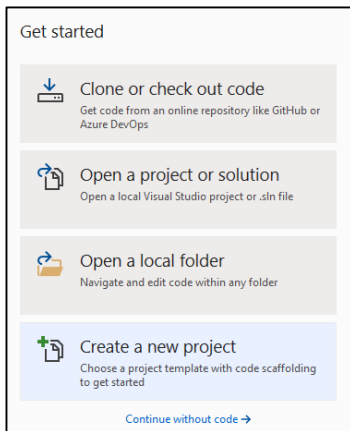 Get started
Clone or check out code
Get code from an online repository like GitHub or
Azure DevOps
Open a project or solution
Open a local Visual Studio project or .sln file
Open a local folder
Navigate and edit code within any folder
Create a new project
Choose a project template with code scaffolding
to get started
Continue without code →